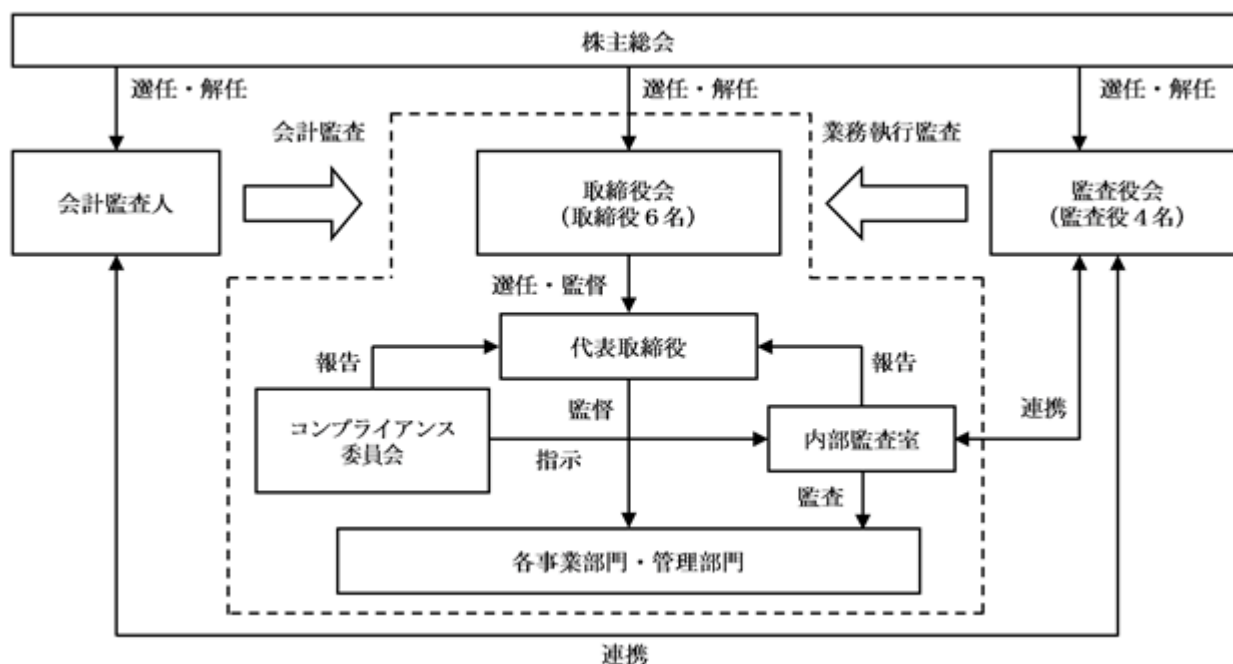 株主総会
選任・解任
選任・解任
選任・解任
会計監査
業務執行監査
会計監査人
取締役会
（取締役６名）
監査役会
（監査役４名）
選任・監督
代表取締役
報告
報告
監督
連携
コンプライアンス
委員会
指示
内部監査室
監査
各事業部門・管理部門
連携